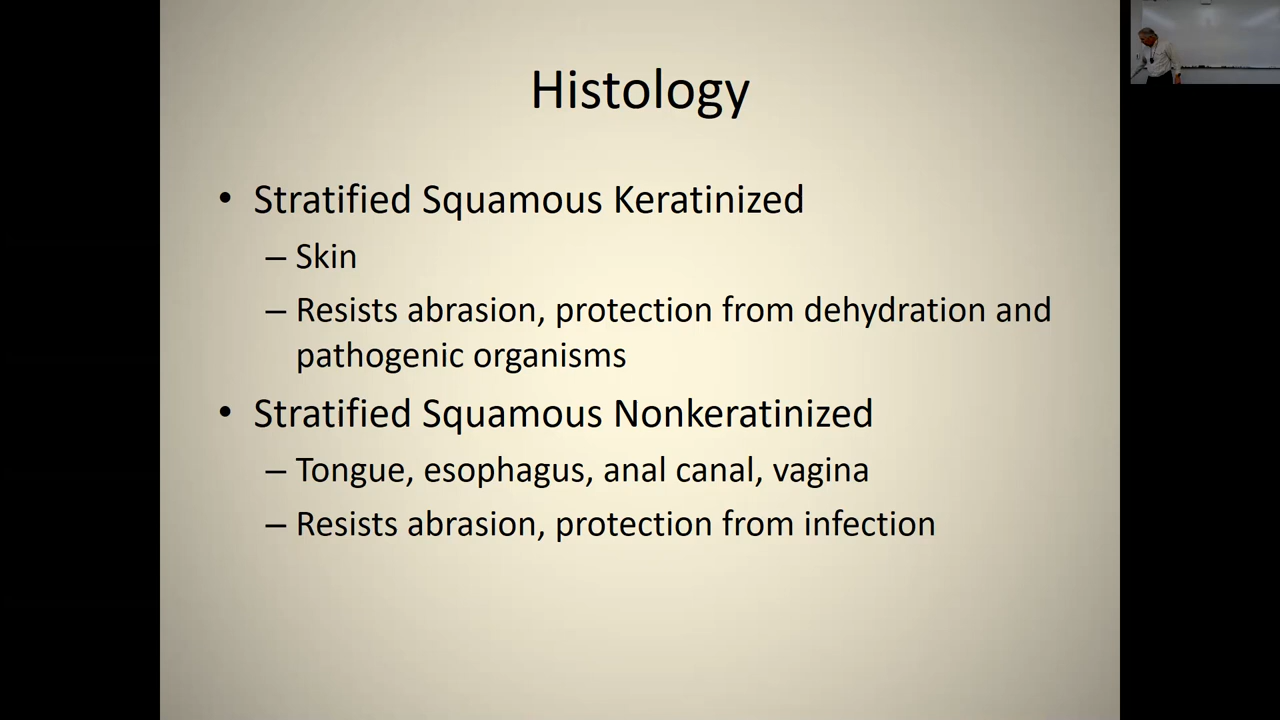 Histology
• Stratified Squamous Keratinized
– Skin
– Resists abrasion, protection from dehydration and
pathogenic organisms
• Stratified Squamous Nonkeratinized
– Tongue, esophagus, anal canal, vagina
– Resists abrasion, protection from infection